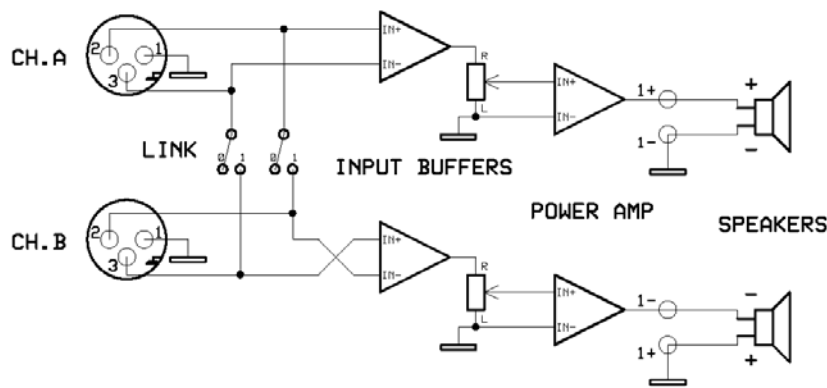 CH.A
2
1
3
IN+
IN-
R
L
IN+
IN-
1+
1-
+
-
LINK
0
1
0
1
INPUT BUFFERS
POWER AMP
SPEAKERS
CH.B
2
1
3
IN+
IN-
R
L
IN+
IN-
1-
1+
-
+